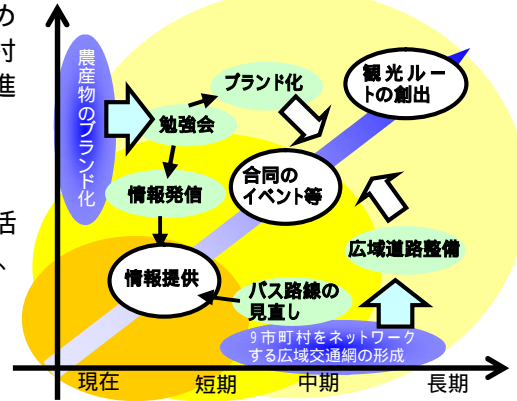 め
村
進
活
、
農産物のブランド化
ブランド化
観光ルー
トの創出
勉強会
合同の
イベント等
情報発信
広域道路整備
情報提供
バス路線の
見直し
9市町村をネットワーク
する広域交通網の形成
現在
短期
中期
長期